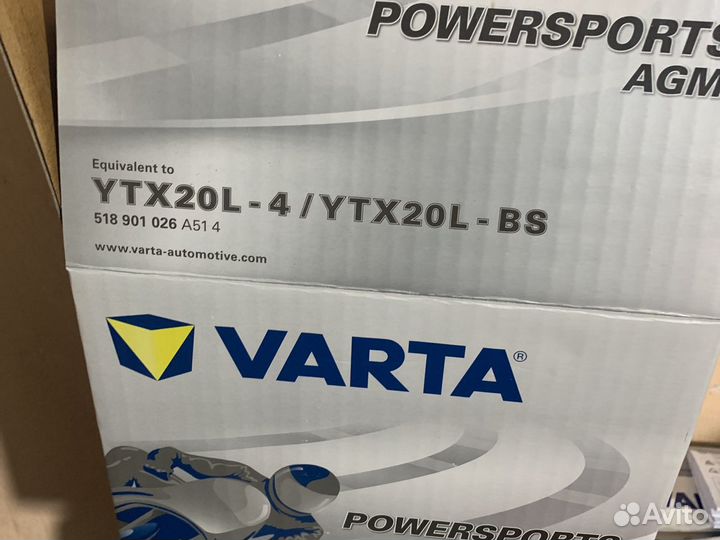 POWERSPORTS
AGM
Equivalent to
YTX20L - 4 / YTX20L - BS
518 901 026 A51 4
www.varta-automotive.com
VARTA®
POWERSPORTS
Avito